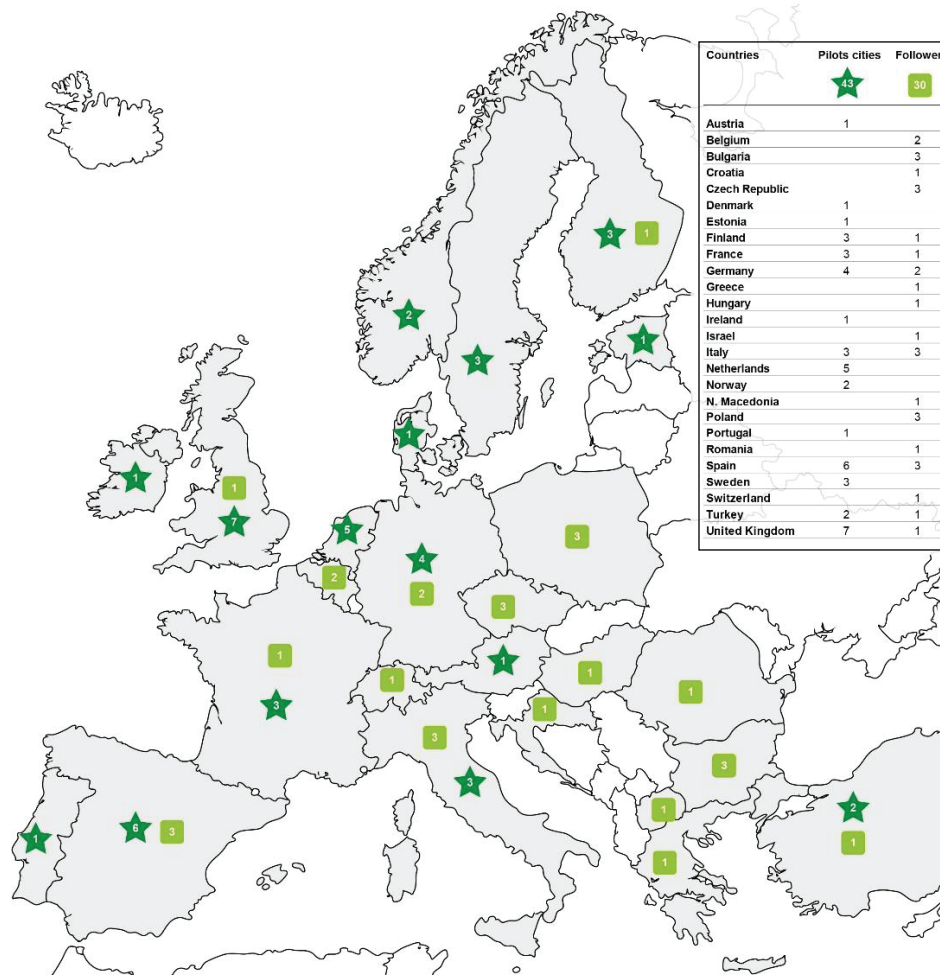 Countries Pilots cities Follower
43 30
Austria 1
Belgium 2
Bulgaria 3
Croatia 1
Czech Republic 3
Denmark 1
Estonia 1
Finland 3 1
France 3 1
Germany 4 2
Greece 1
Hungary 1
Ireland 1
Israel 1
Italy 3 3
Netherlands 5
Norway 2
N. Macedonia 1
Poland 3
Portugal 1
Romania 1
Spain 6 3
Sweden 3
Switzerland 1
Turkey 2 1
United Kingdom 7 1
3 1
2
1
3
1
1
1
7
5
3
4
2
2
3
1
1
1
1
1
3
1
3
3
3
2
1
6 3
1
1
1